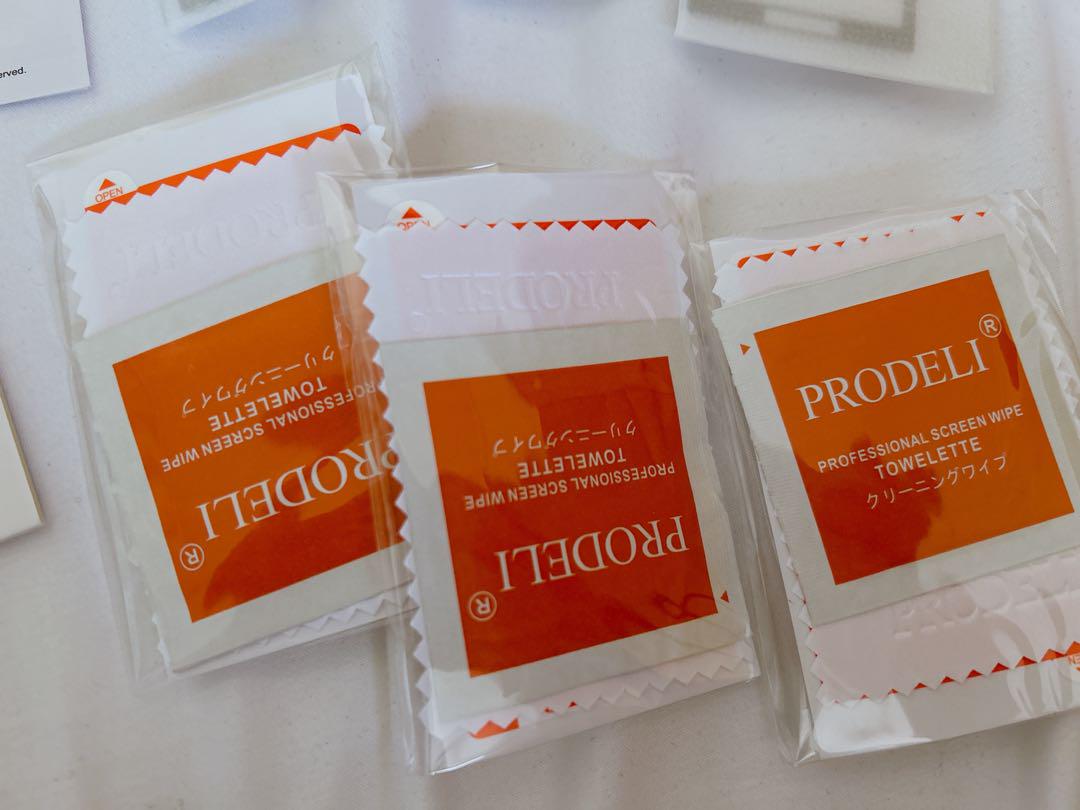 erved.
OPEN
PRODELI
PRODELI®
PROFESSIONAL SCREEN WIPE
TOWELETTE
クリーニングワイプ
OPEN
PRODELI®
PRODELI®
PROFESSIONAL SCREEN WIPE
TOWELETTE
クリーニングワイプ
PRODELI®
PROFESSIONAL SCREEN WIPE
TOWELETTE
クリーニングワイプ